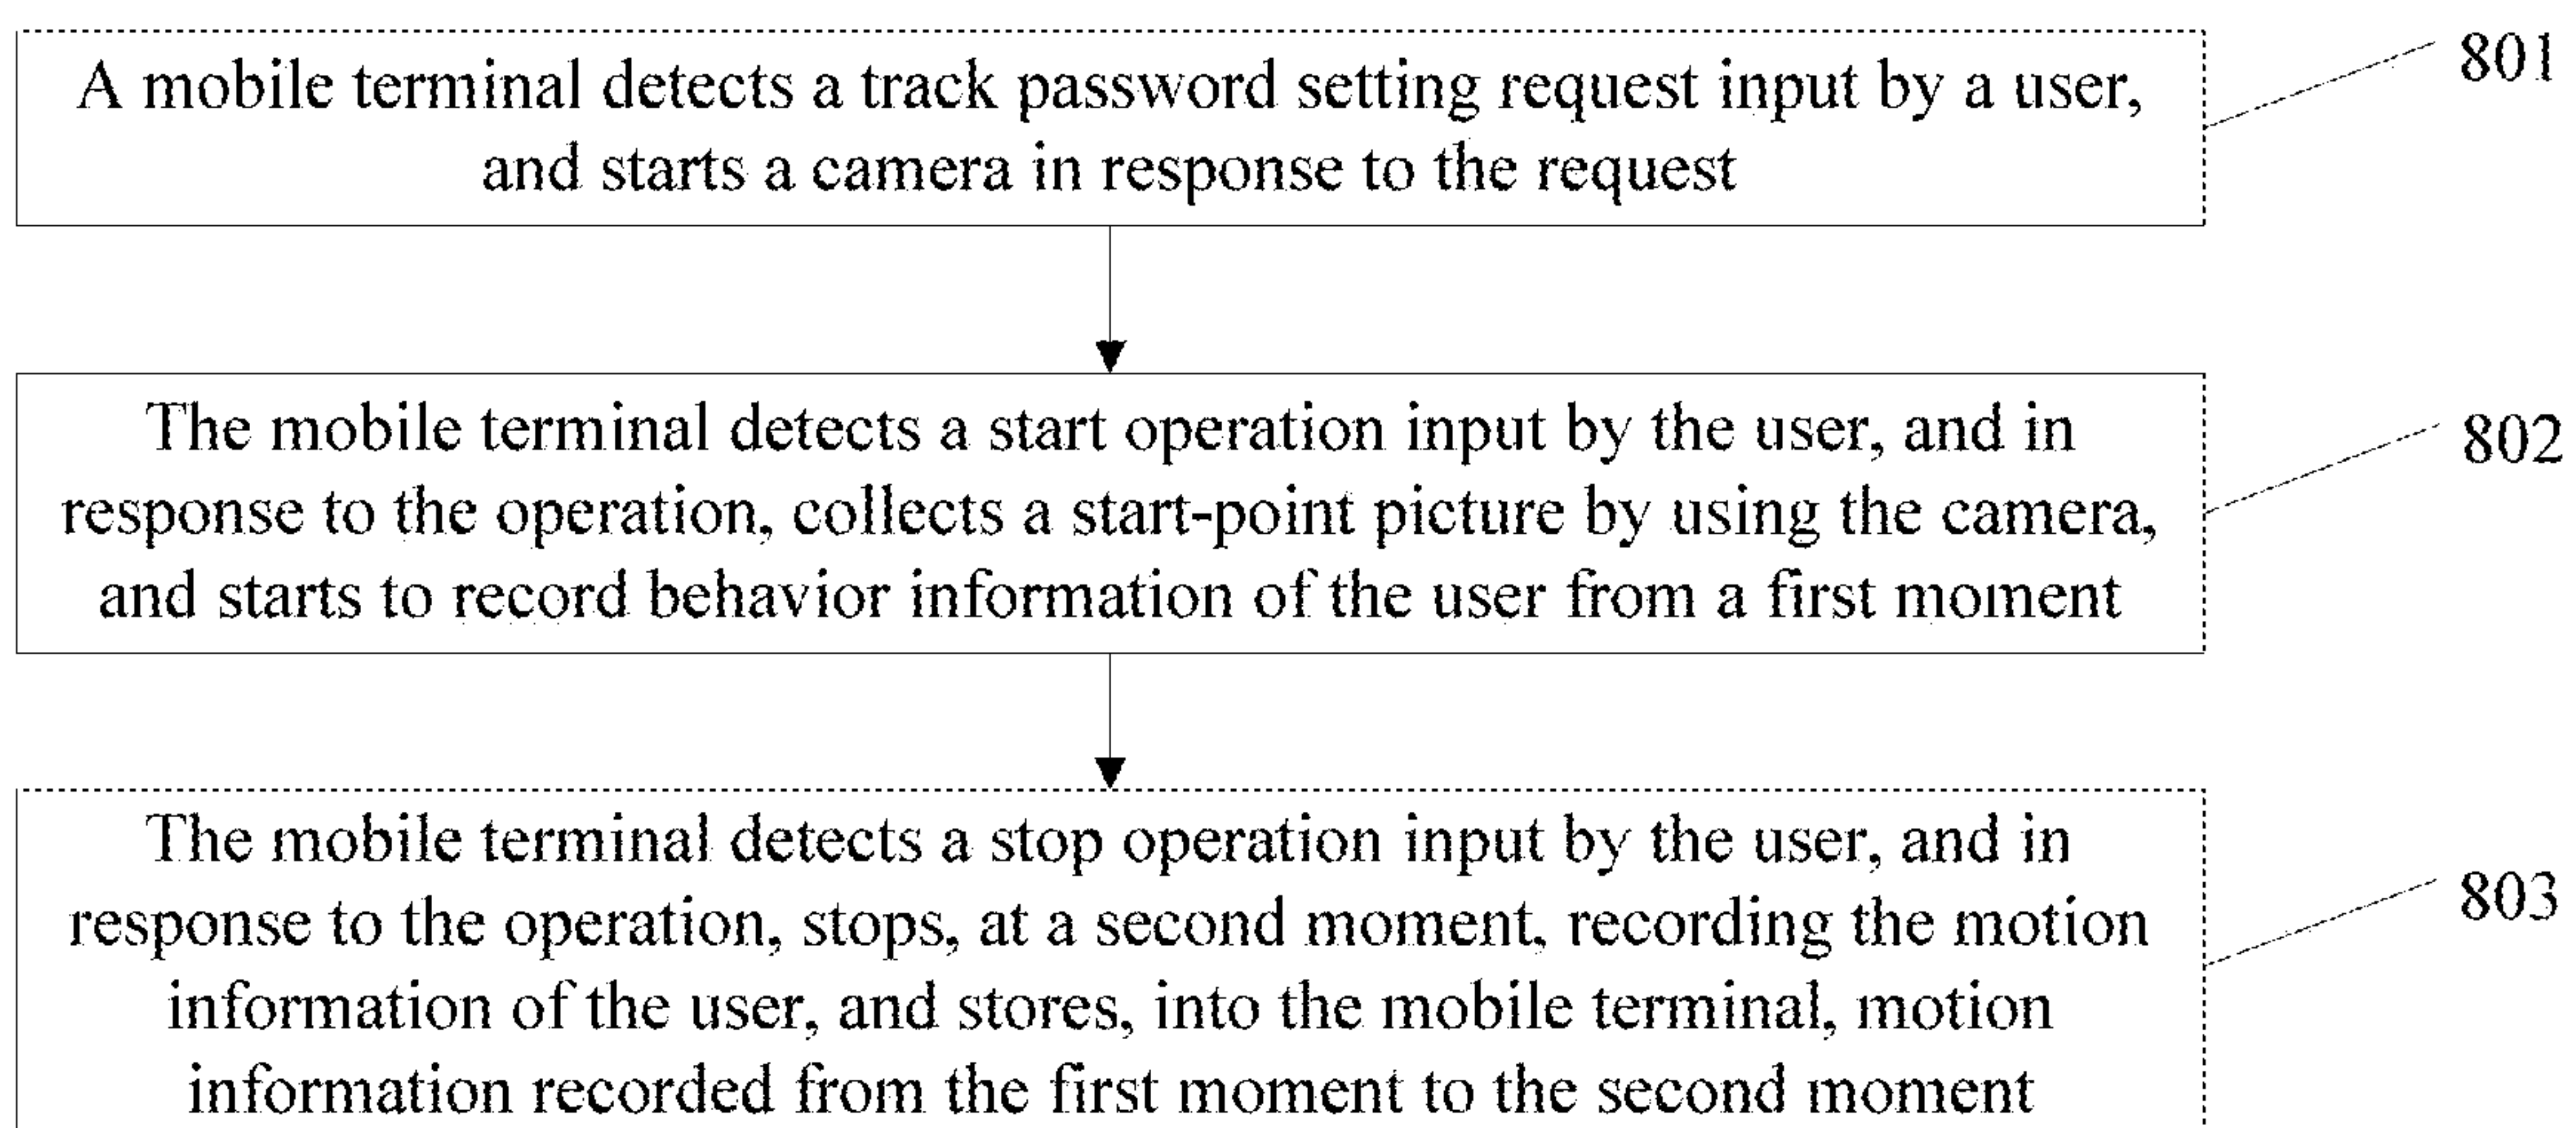 A mobile terminal detects a track password setting request input by a user,
and starts a camera in response to the request
801
The mobile terminal detects a start operation input by the user, and in
response to the operation, collects a start-point picture by using the camera,
and starts to record behavior information of the user from a first moment
802
The mobile terminal detects a stop operation input by the user, and in
response to the operation, stops, at a second moment, recording the motion
information of the user, and stores, into the mobile terminal, motion
information recorded from the first moment to the second moment
803